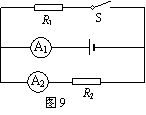 R₁ S
A₁
A₂ R₂
图9